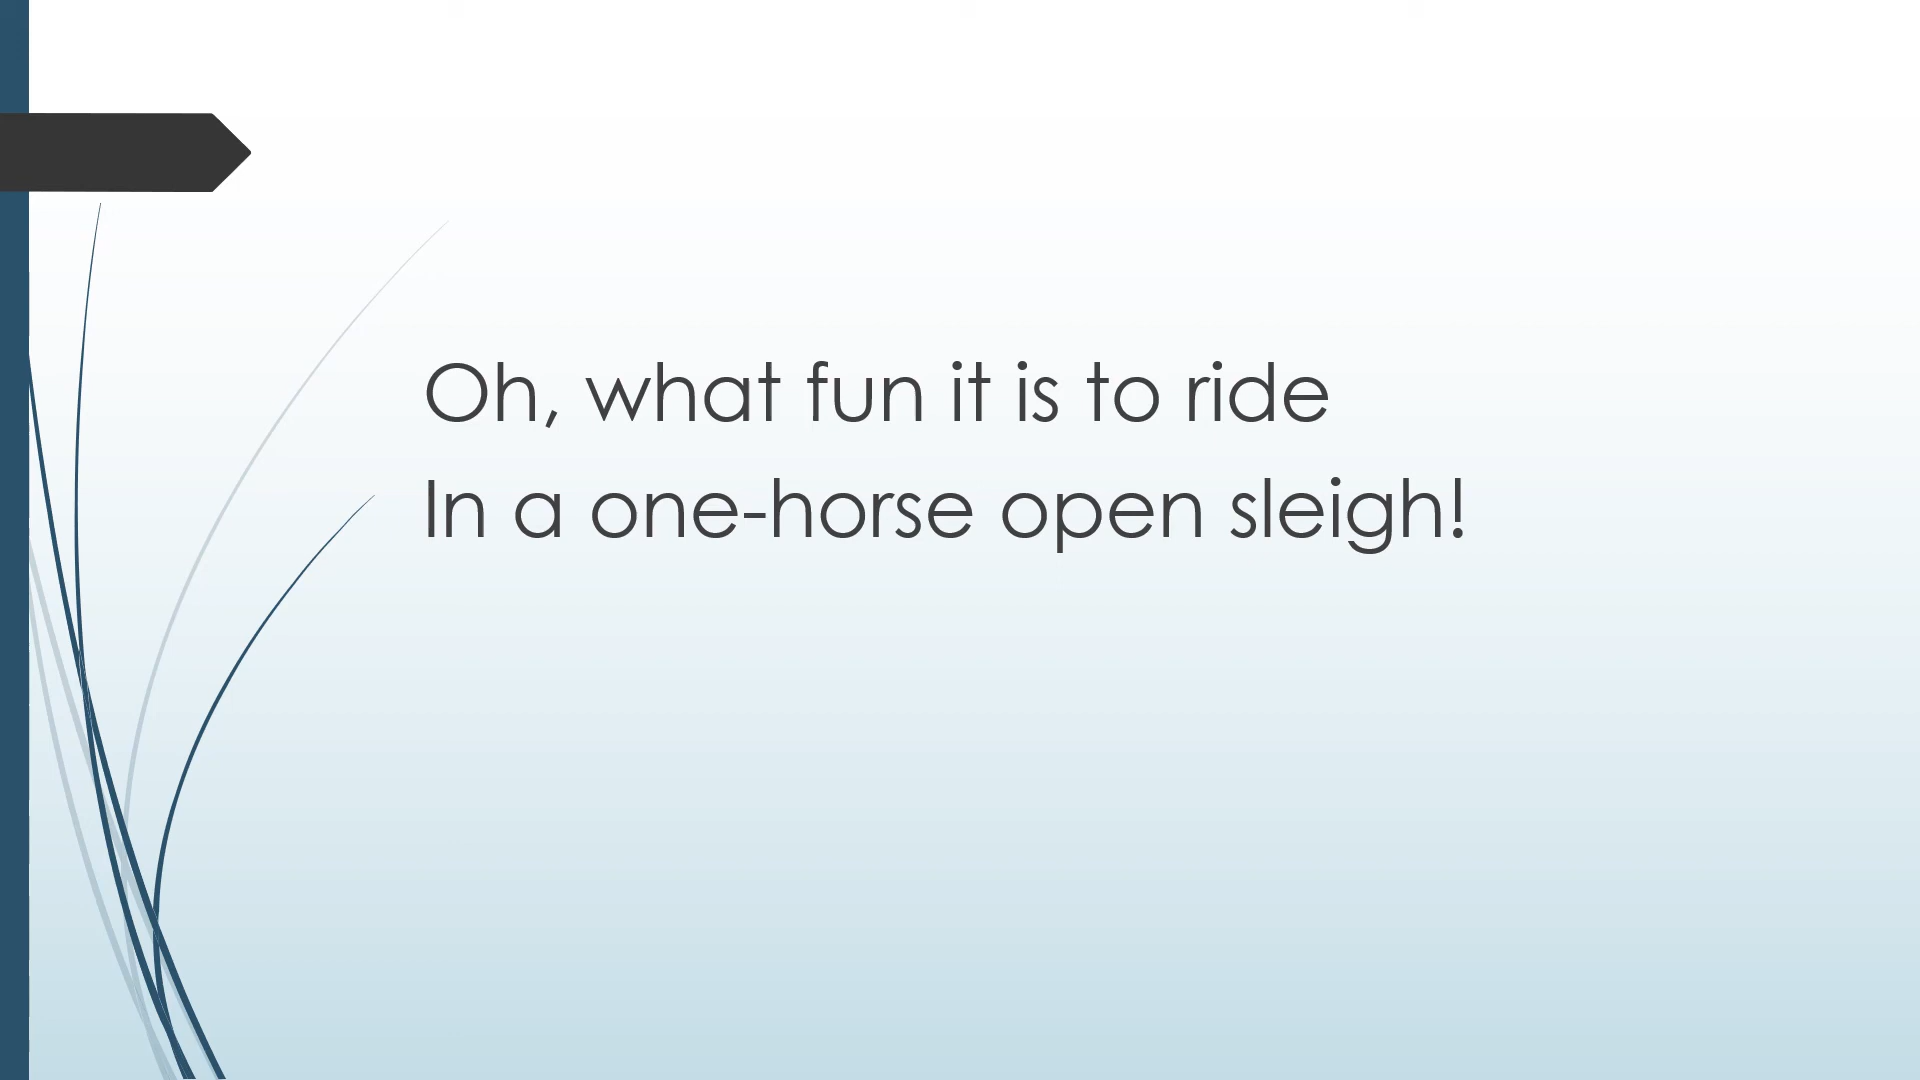 Oh, what fun it is to ride
In a one-horse open sleigh!